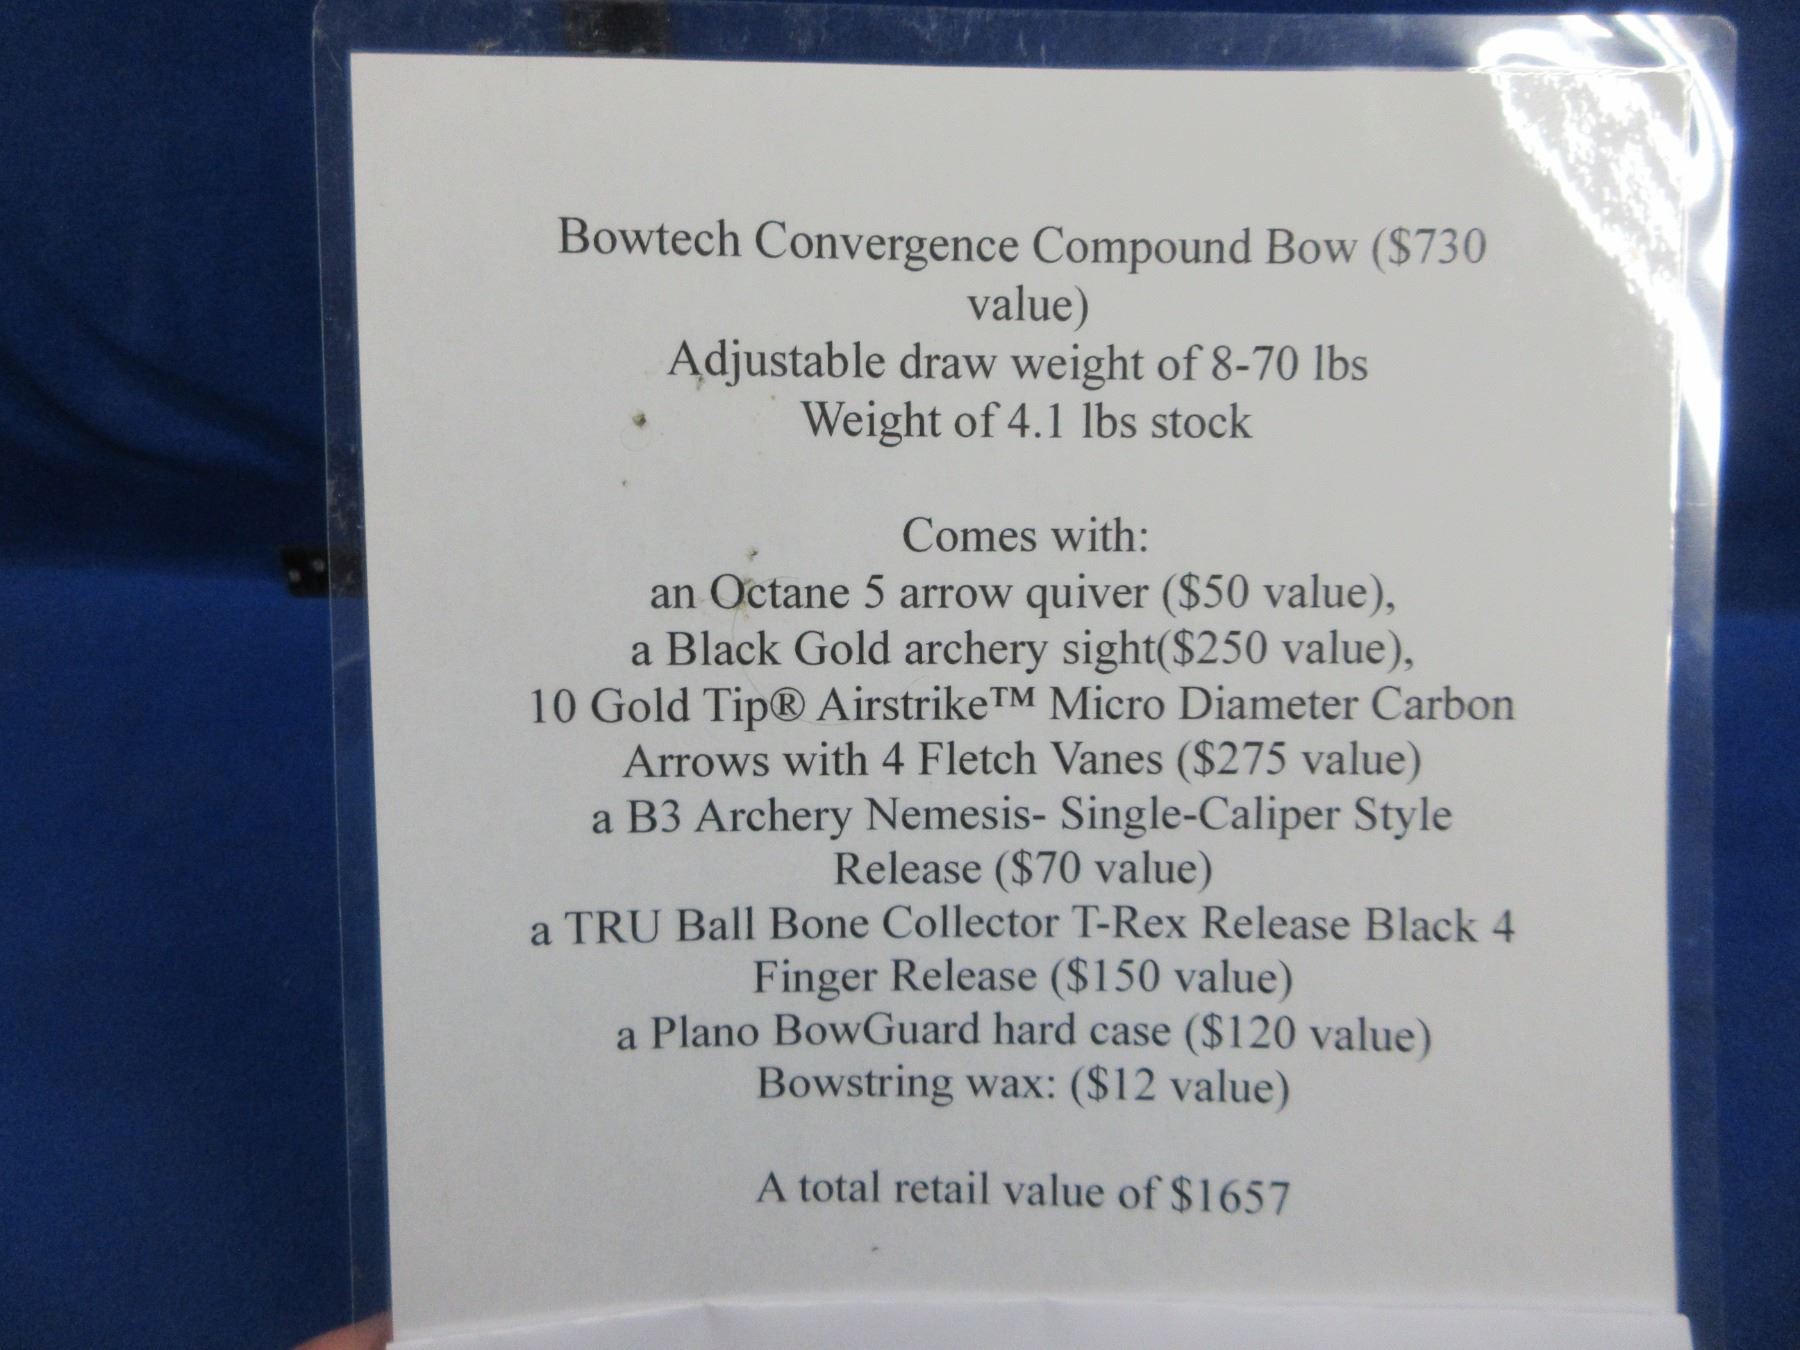 Bowtech Convergence Compound Bow ($730
value)
Adjustable draw weight of 8-70 lbs
Weight of 4.1 lbs stock
Comes with:
an Octane 5 arrow quiver ($50 value),
a Black Gold archery sight($250 value),
10 Gold Tip® Airstrike™ Micro Diameter Carbon
Arrows with 4 Fletch Vanes ($275 value)
a B3 Archery Nemesis- Single-Caliper Style
Release ($70 value)
a TRU Ball Bone Collector T-Rex Release Black 4
Finger Release ($150 value)
a Plano BowGuard hard case ($120 value)
Bowstring wax: ($12 value)
A total retail value of $1657